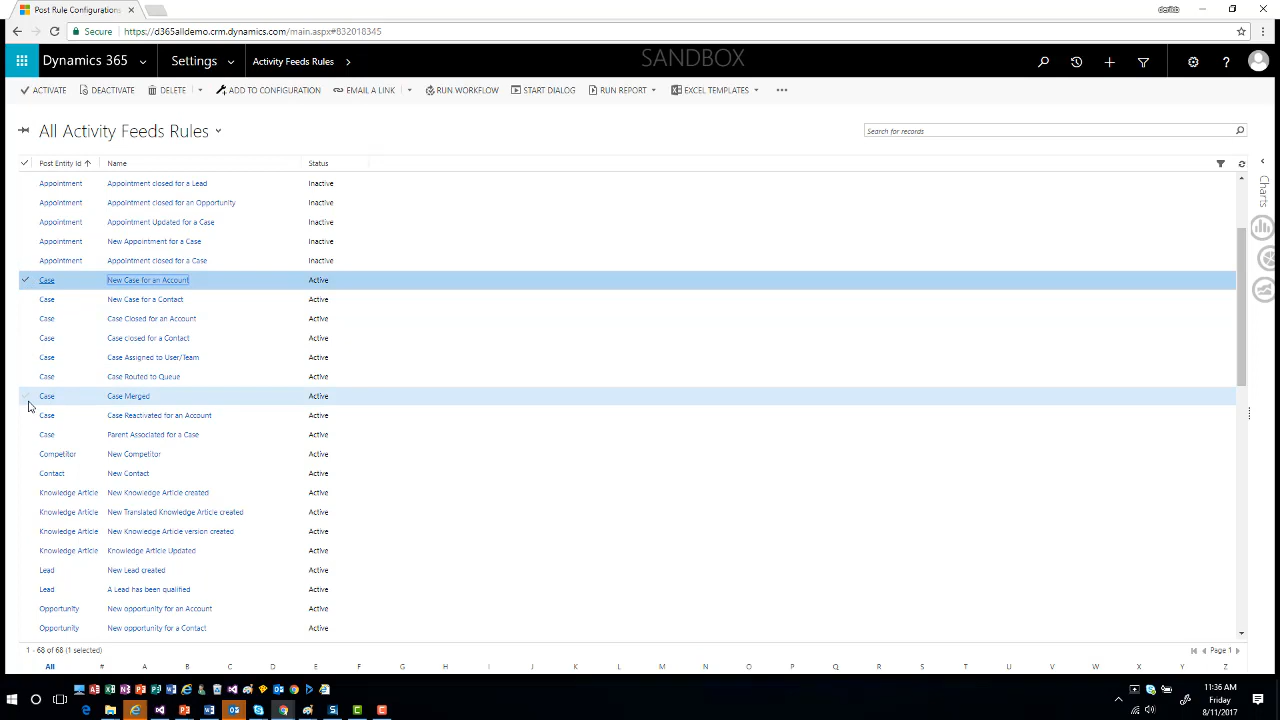 Post Rule Configurations
deribb
Secure
https://d365alldemo.crm.dynamics.com/main.aspx#832018345
Dynamics 365
Settings
Activity Feeds Rules
SANDBOX
ACTIVATE
DEACTIVATE
DELETE
ADD TO CONFIGURATION
EMAIL A LINK
RUN WORKFLOW
START DIALOG
RUN REPORT
EXCEL TEMPLATES
All Activity Feeds Rules
Search for records
Post Entity Id Name Status
Charts
Appointment Appointment closed for a Lead Inactive
Appointment Appointment closed for an Opportunity Inactive
Appointment Appointment Updated for a Case Inactive
Appointment New Appointment for a Case Inactive
Appointment Appointment closed for a Case Inactive
Case New Case for an Account Active
Case New Case for a Contact Active
Case Case Closed for an Account Active
Case Case closed for a Contact Active
Case Case Assigned to User/Team Active
Case Case Routed to Queue Active
Case Case Merged Active
Case Case Reactivated for an Account Active
Case Parent Associated for a Case Active
Competitor New Competitor Active
Contact New Contact Active
Knowledge Article New Knowledge Article created Active
Knowledge Article New Translated Knowledge Article created Active
Knowledge Article New Knowledge Article version created Active
Knowledge Article Knowledge Article Updated Active
Lead New Lead created Active
Lead A Lead has been qualified Active
Opportunity New opportunity for an Account Active
Opportunity New opportunity for a Contact Active
1 - 68 of 68 (1 selected)
Page 1
All # A B C D E F G H I J K L M N O P Q R S T U V W X Y Z
11:36 AM
Friday
8/11/2017